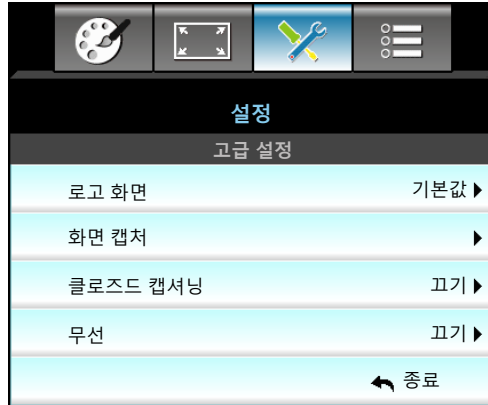 설정
고급 설정
로고 화면 기본값
화면 캡처
클로즈드 캡셔닝 끄기
무선 끄기
종료